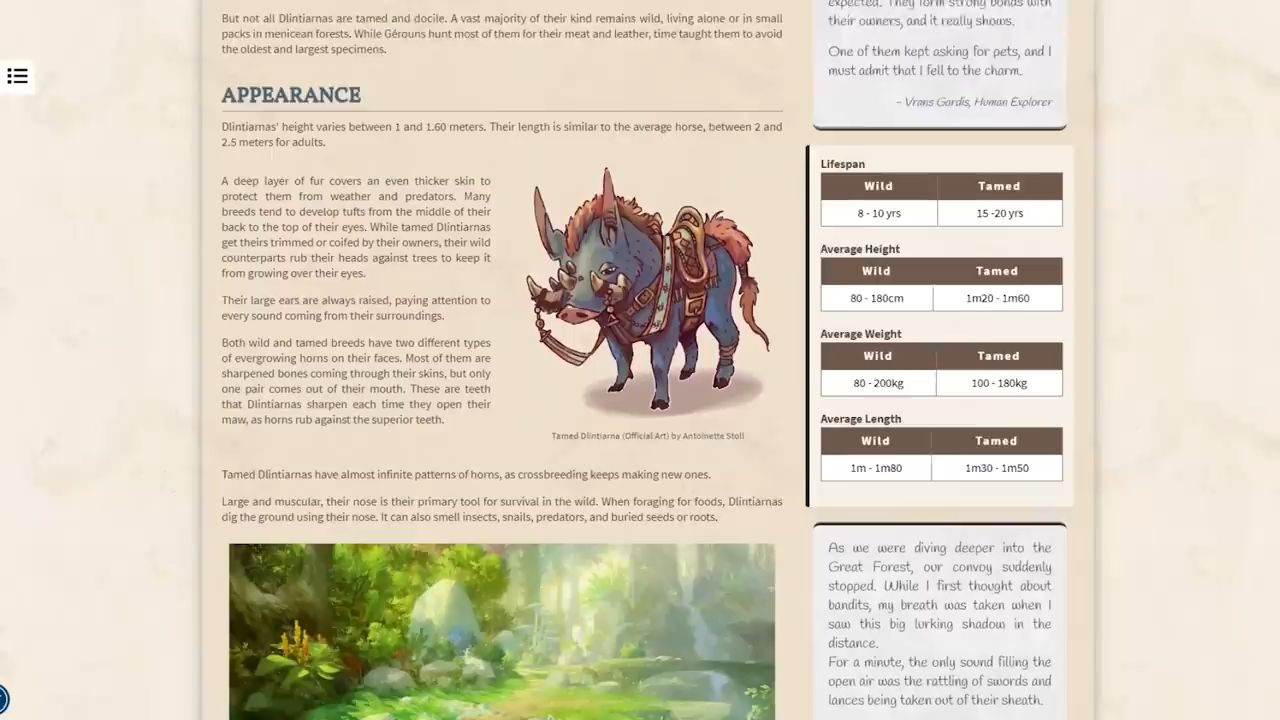 But not all Dlintiarnas are tamed and docile. A vast majority of their kind remains wild, living alone or in small
packs in menicean forests. While Gérouns hunt most of them for their meat and leather, time taught them to avoid
the oldest and largest specimens.
APPEARANCE
Dlintiarnas' height varies between 1 and 1.60 meters. Their length is similar to the average horse, between 2 and
2.5 meters for adults.
A deep layer of fur covers an even thicker skin to
protect them from weather and predators. Many
breeds tend to develop tufts from the middle of their
back to the top of their eyes. While tamed Dlintiarnas
get theirs trimmed or coifed by their owners, their wild
counterparts rub their heads against trees to keep it
from growing over their eyes.
Their large ears are always raised, paying attention to
every sound coming from their surroundings.
Both wild and tamed breeds have two different types
of evergrowing horns on their faces. Most of them are
sharpened bones coming through their skins, but only
one pair comes out of their mouth. These are teeth
that Dlintiarnas sharpen each time they open their
maw, as horns rub against the superior teeth.
Tamed Dlintiarna (Official Art) by Antoinette Stoll
Tamed Dlintiarnas have almost infinite patterns of horns, as crossbreeding keeps making new ones.
Large and muscular, their nose is their primary tool for survival in the wild. When foraging for foods, Dlintiarnas
dig the ground using their nose. It can also smell insects, snails, predators, and buried seeds or roots.
expected. They form strong bonds with
their owners, and it really shows.
One of them kept asking for pets, and I
must admit that I fell to the charm.
– Vrans Gardis, Human Explorer
Lifespan
Wild Tamed
8 - 10 yrs 15 -20 yrs
Average Height
Wild Tamed
80 - 180cm 1m20 - 1m60
Average Weight
Wild Tamed
80 - 200kg 100 - 180kg
Average Length
Wild Tamed
1m - 1m80 1m30 - 1m50
As we were diving deeper into the
Great Forest, our convoy suddenly
stopped. While I first thought about
bandits, my breath was taken when I
saw this big lurking shadow in the
distance.
For a minute, the only sound filling the
open air was the rattling of swords and
lances being taken out of their sheath.